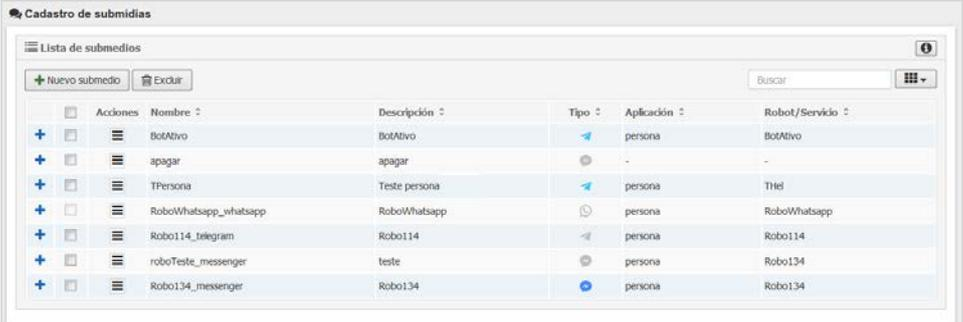 Cadastro de submidias
Lista de submedios
Nuevo submedio Excluir Buscar
Acciones Nombre Descripción Tipo Aplicación Robot/Servicio
BotAtivo BotAtivo persona BotAtivo
apagar apagar - -
TPersona Teste persona persona THel
RoboWhatsapp_whatsapp RoboWhatsapp persona RoboWhatsapp
Robo114_telegram Robo114 persona Robo114
roboTeste_messenger teste persona Robo134
Robo134_messenger Robo134 persona Robo134